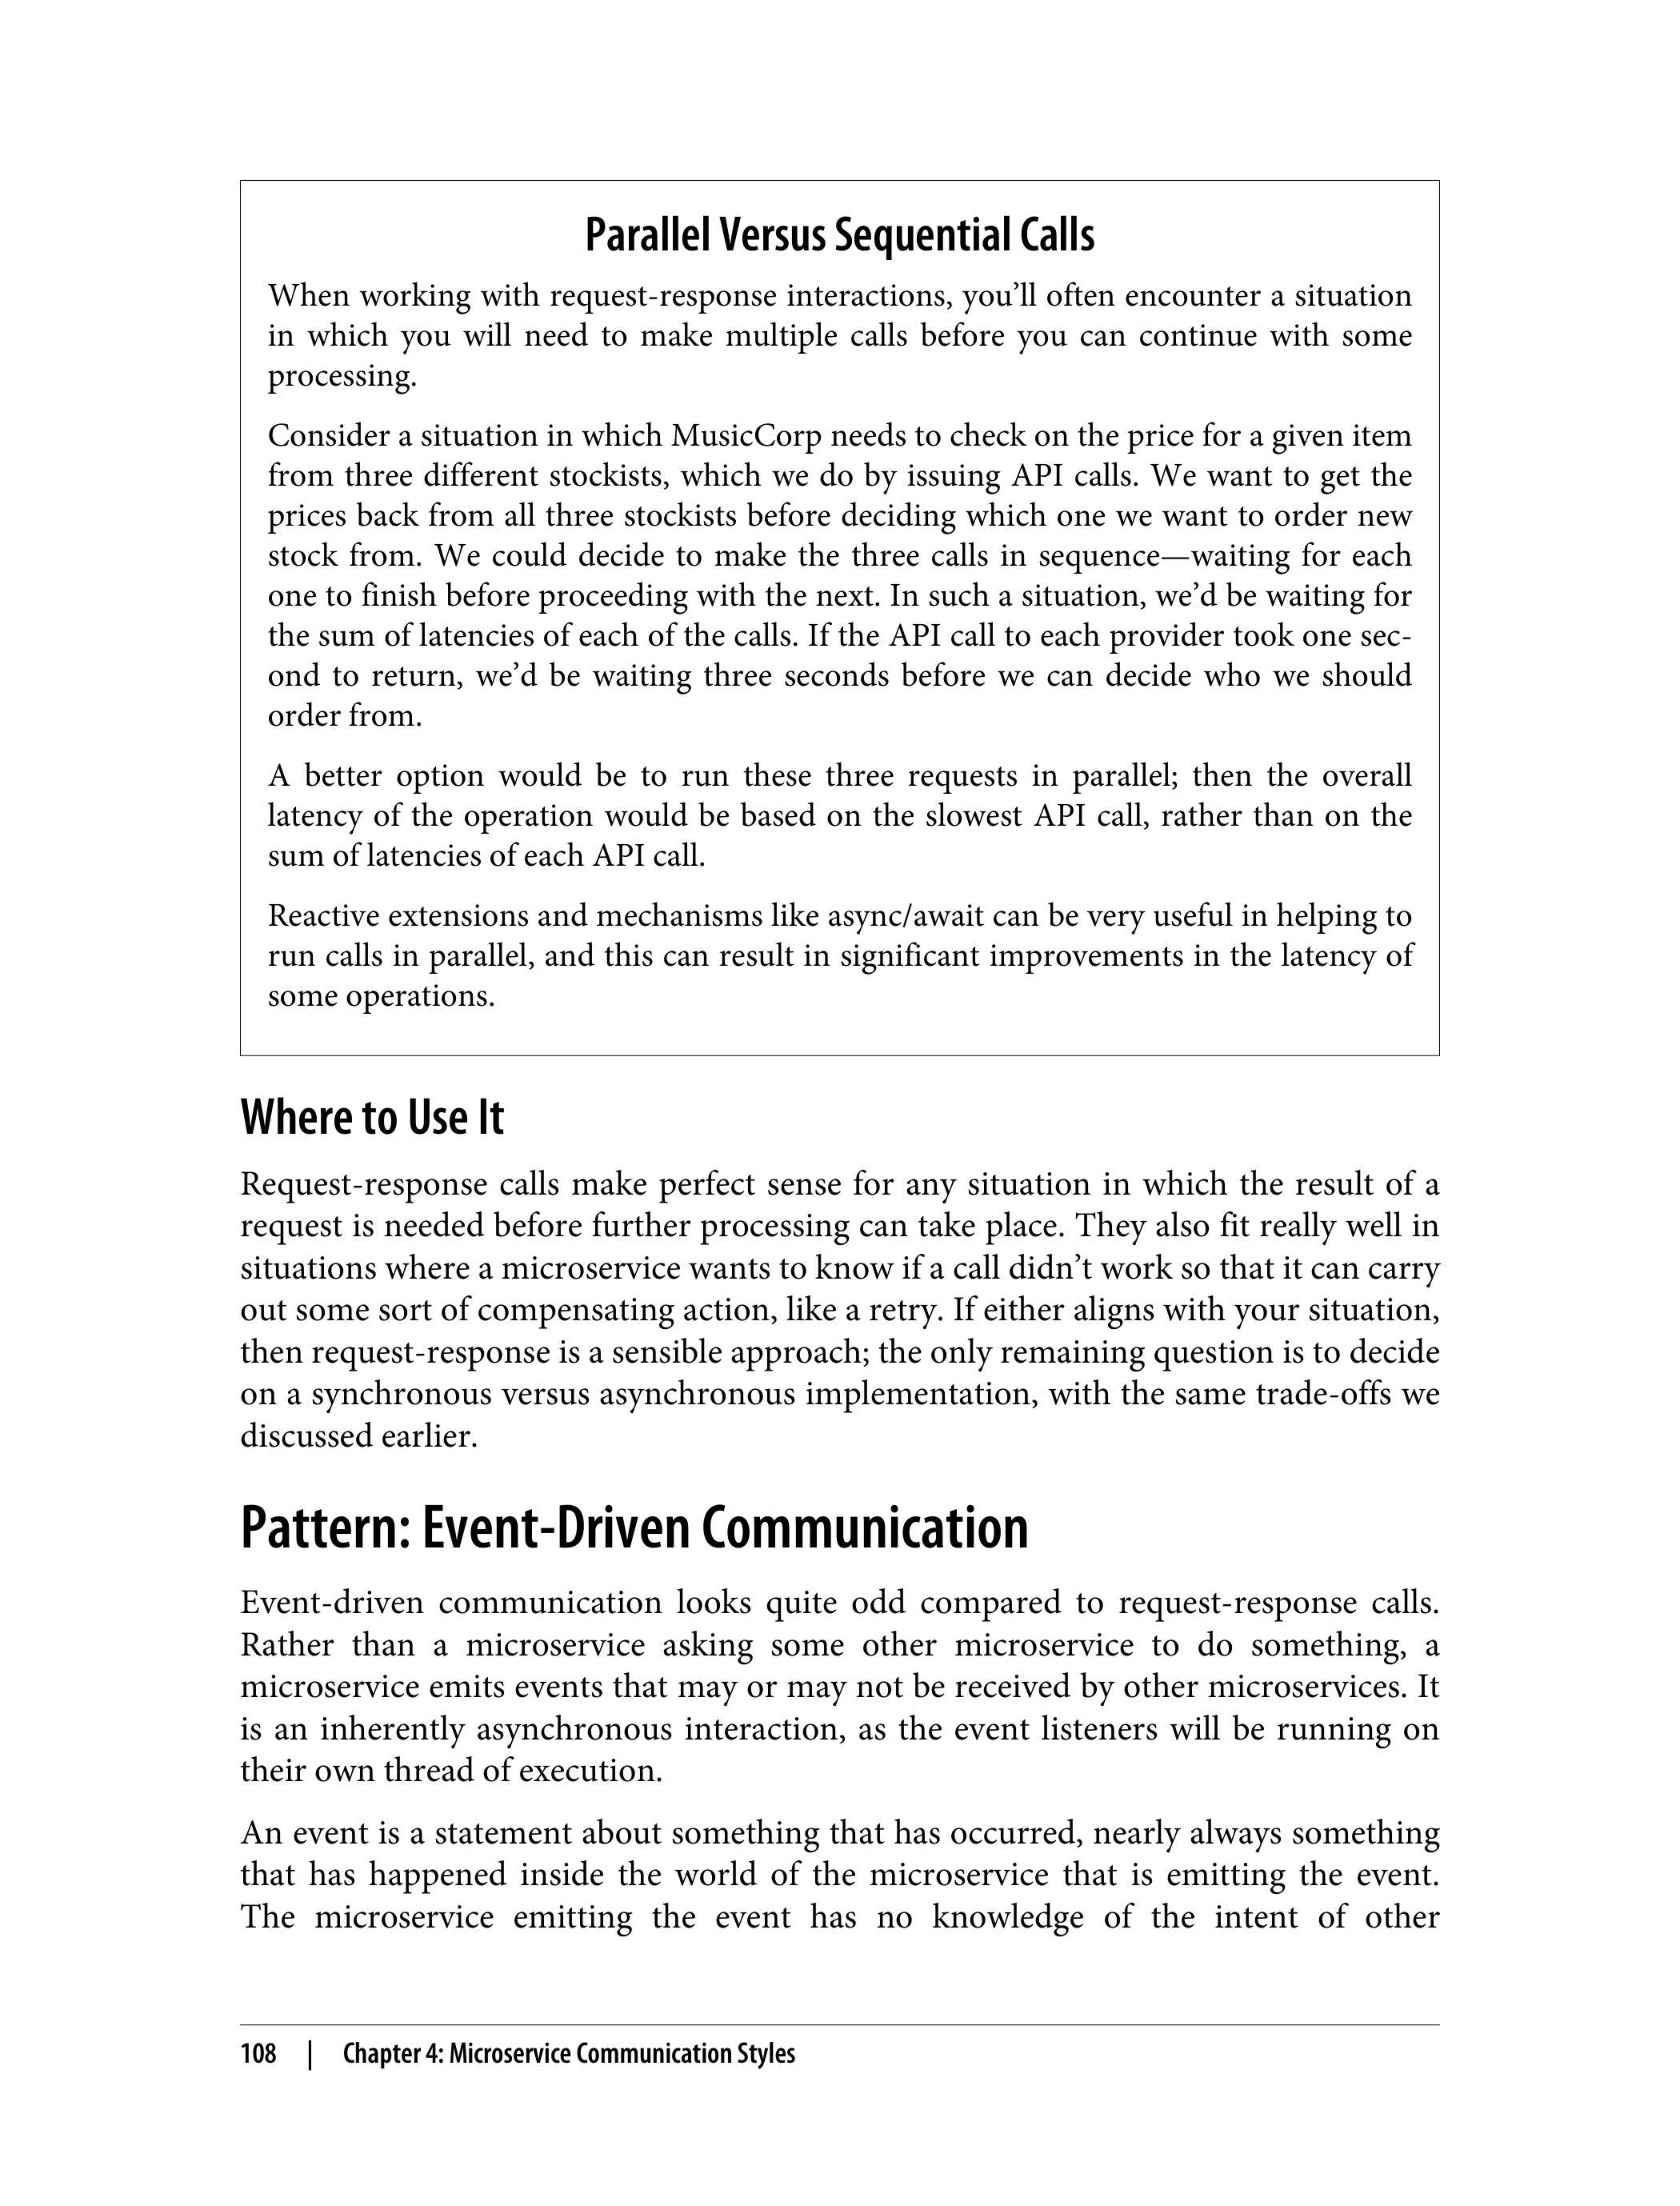 Parallel Versus Sequential Calls
When working with request-response interactions, you’ll often encounter a situation
in which you will need to make multiple calls before you can continue with some
processing.
Consider a situation in which MusicCorp needs to check on the price for a given item
from three different stockists, which we do by issuing API calls. We want to get the
prices back from all three stockists before deciding which one we want to order new
stock from. We could decide to make the three calls in sequence—waiting for each
one to finish before proceeding with the next. In such a situation, we’d be waiting for
the sum of latencies of each of the calls. If the API call to each provider took one sec-
ond to return, we’d be waiting three seconds before we can decide who we should
order from.
A better option would be to run these three requests in parallel; then the overall
latency of the operation would be based on the slowest API call, rather than on the
sum of latencies of each API call.
Reactive extensions and mechanisms like async/await can be very useful in helping to
run calls in parallel, and this can result in significant improvements in the latency of
some operations.
Where to Use It
Request-response calls make perfect sense for any situation in which the result of a
request is needed before further processing can take place. They also fit really well in
situations where a microservice wants to know if a call didn’t work so that it can carry
out some sort of compensating action, like a retry. If either aligns with your situation,
then request-response is a sensible approach; the only remaining question is to decide
on a synchronous versus asynchronous implementation, with the same trade-offs we
discussed earlier.
Pattern: Event-Driven Communication
Event-driven communication looks quite odd compared to request-response calls.
Rather than a microservice asking some other microservice to do something, a
microservice emits events that may or may not be received by other microservices. It
is an inherently asynchronous interaction, as the event listeners will be running on
their own thread of execution.
An event is a statement about something that has occurred, nearly always something
that has happened inside the world of the microservice that is emitting the event.
The microservice emitting the event has no knowledge of the intent of other
108 | Chapter 4: Microservice Communication Styles